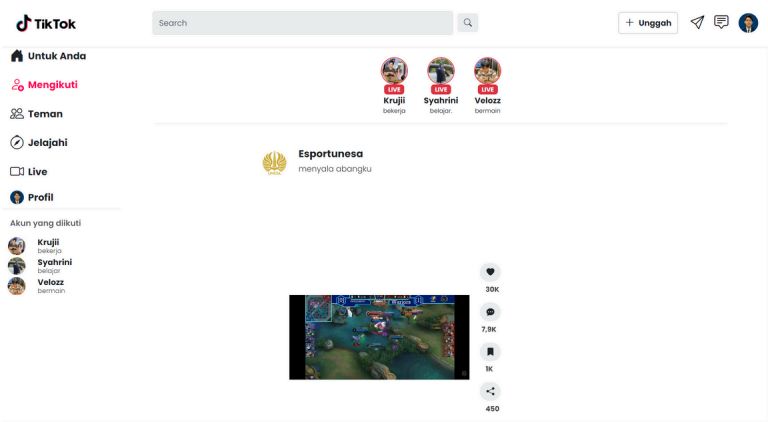 TikTok
Search
+ Unggah
Untuk Anda
Mengikuti
Teman
Jelajahi
Live
Profil
Akun yang diikuti
Krujii
bekerja
Syahrini
belajar
Velozz
bermain
LIVE
Krujii
bekerja
LIVE
Syahrini
belajar.
LIVE
Velozz
bermain
Esportunesa
menyala abangku
30K
7,9K
1K
450